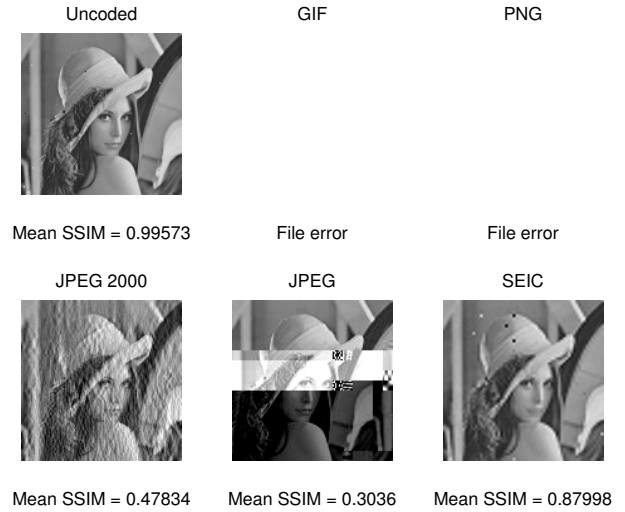 Uncoded
GIF
PNG
Mean SSIM = 0.99573
File error
File error
JPEG 2000
JPEG
SEIC
Mean SSIM = 0.47834
Mean SSIM = 0.3036
Mean SSIM = 0.87998